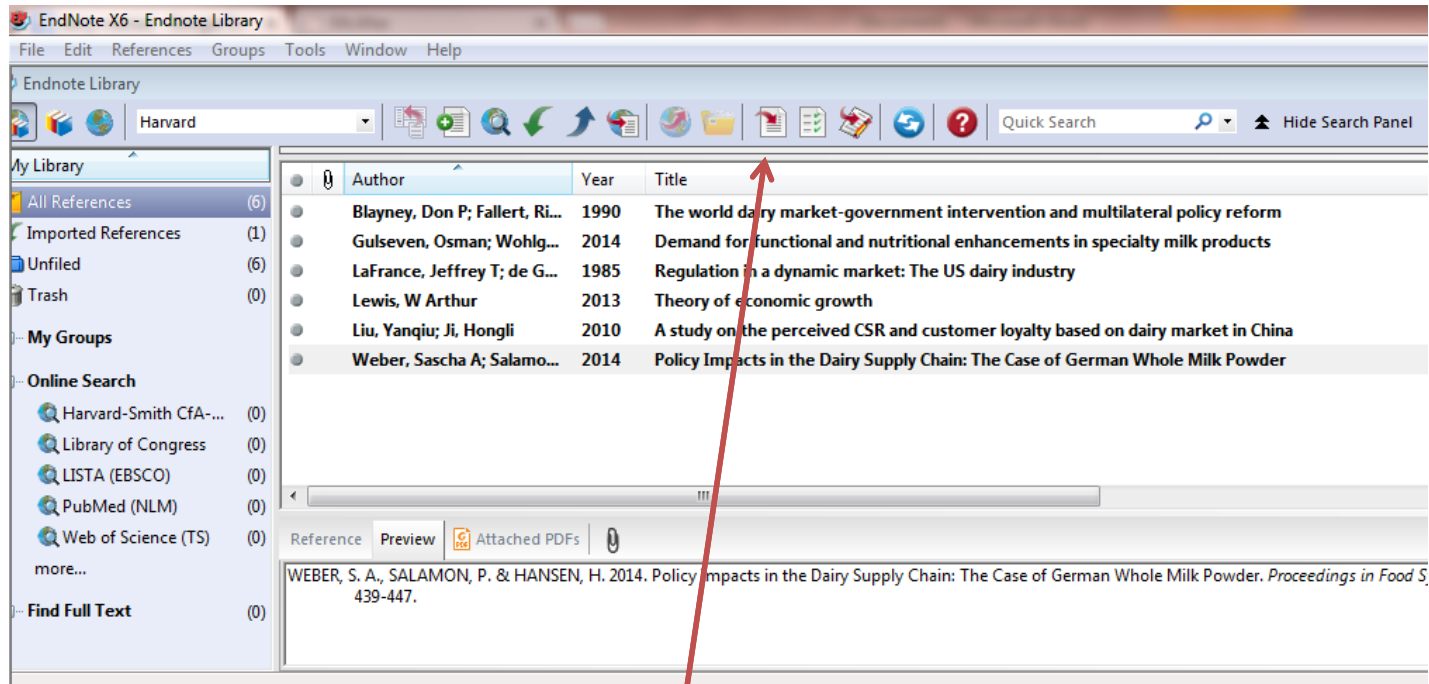 EndNote X6 - Endnote Library
File Edit References Groups Tools Window Help
Endnote Library
Harvard Quick Search Hide Search Panel
My Library
All References (6)
Imported References (1)
Unfiled (6)
Trash (0)
My Groups
Online Search
Harvard-Smith CfA-... (0)
Library of Congress (0)
LISTA (EBSCO) (0)
PubMed (NLM) (0)
Web of Science (TS) (0)
more...
Find Full Text (0)
Author Year Title
Blayney, Don P; Fallert, Ri... 1990 The world dairy market-government intervention and multilateral policy reform
Gulseven, Osman; Wohlg... 2014 Demand for functional and nutritional enhancements in specialty milk products
LaFrance, Jeffrey T; de G... 1985 Regulation in a dynamic market: The US dairy industry
Lewis, W Arthur 2013 Theory of economic growth
Liu, Yanqiu; Ji, Hongli 2010 A study on the perceived CSR and customer loyalty based on dairy market in China
Weber, Sascha A; Salamo... 2014 Policy Impacts in the Dairy Supply Chain: The Case of German Whole Milk Powder
Reference Preview Attached PDFs
WEBER, S. A., SALAMON, P. & HANSEN, H. 2014. Policy Impacts in the Dairy Supply Chain: The Case of German Whole Milk Powder. Proceedings in Food
439-447.